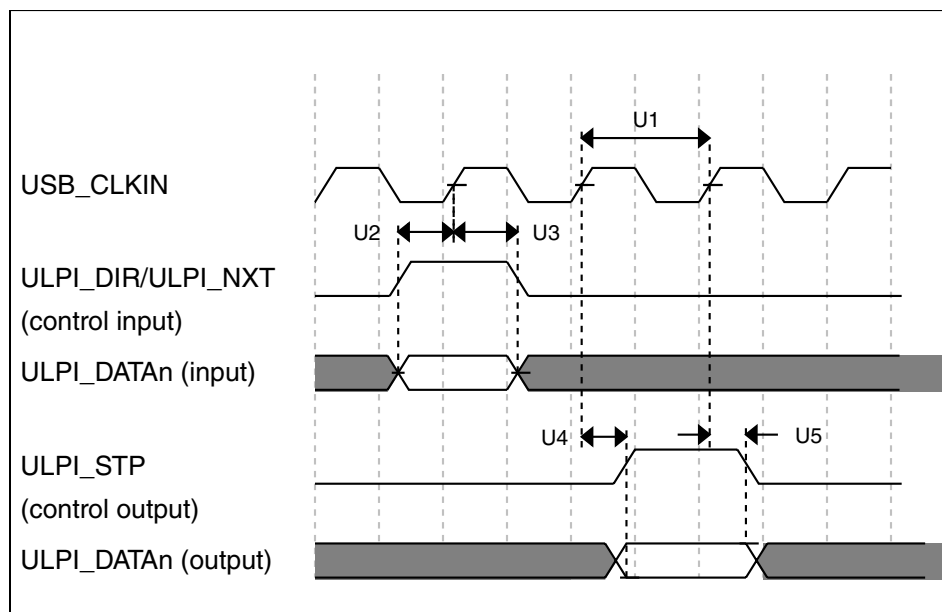 U1
USB_CLKIN
U2
U3
ULPI_DIR/ULPI_NXT
(control input)
ULPI_DATAn (input)
U4
U5
ULPI_STP
(control output)
ULPI_DATAn (output)